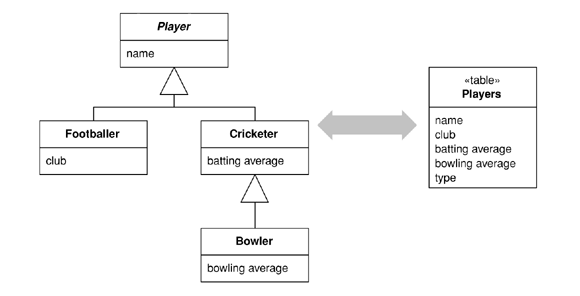 Player
name
Footballer
club
Cricketer
batting average
Bowler
bowling average
«table»
Players
name
club
batting average
bowling average
type